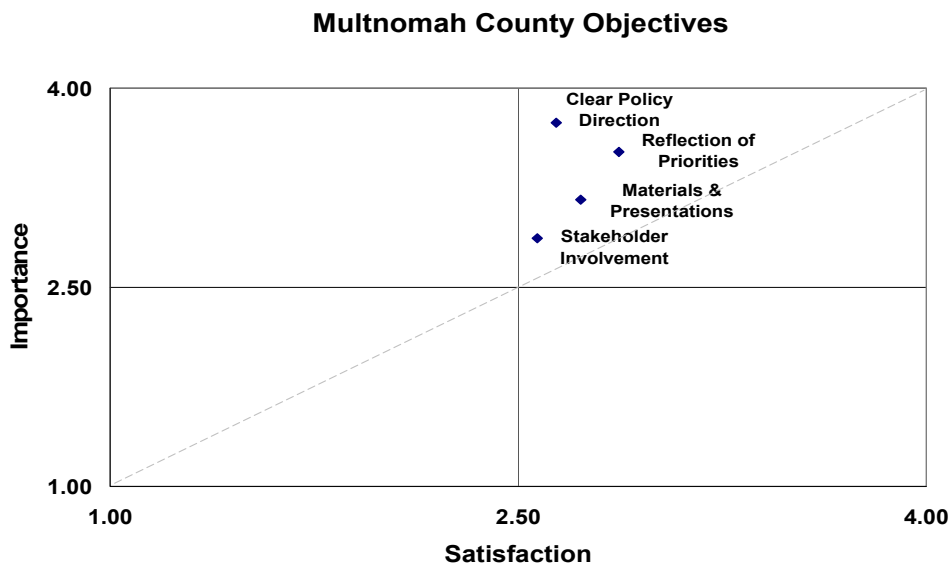 Multnomah County Objectives
4.00
Clear Policy
Direction
Reflection of
Priorities
Materials &
Presentations
Stakeholder
Involvement
Importance
2.50
1.00
1.00
2.50
4.00
Satisfaction